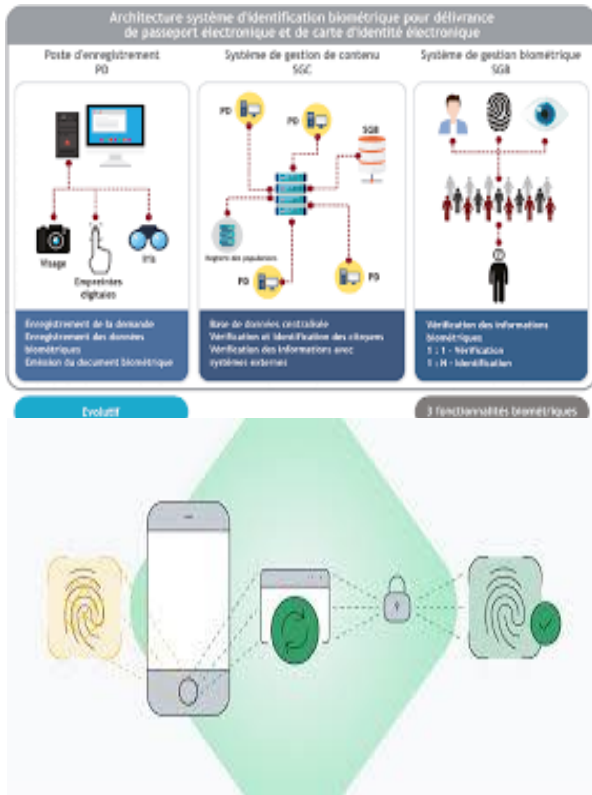 Architecture système d'identification biométrique pour délivrance
de passeport électronique et de carte d'identité électronique
Poste d'enregistrement
PD
Système de gestion de contenu
SGC
Système de gestion biométrique
SGB
Visage
Empreintes
digitales
Iris
PD
PD
SGB
Registre des populations
PD
PD
Enregistrement de la demande
Enregistrement des données
biométriques
Emission du document biométrique
Base de données centralisée
Vérification et identification des citoyens
Vérification des informations avec
systèmes externes
Vérification des informations
biométriques
1 : 1 - Vérification
1 : N - Identification
Evolutif
3 fonctionnalités biométriques